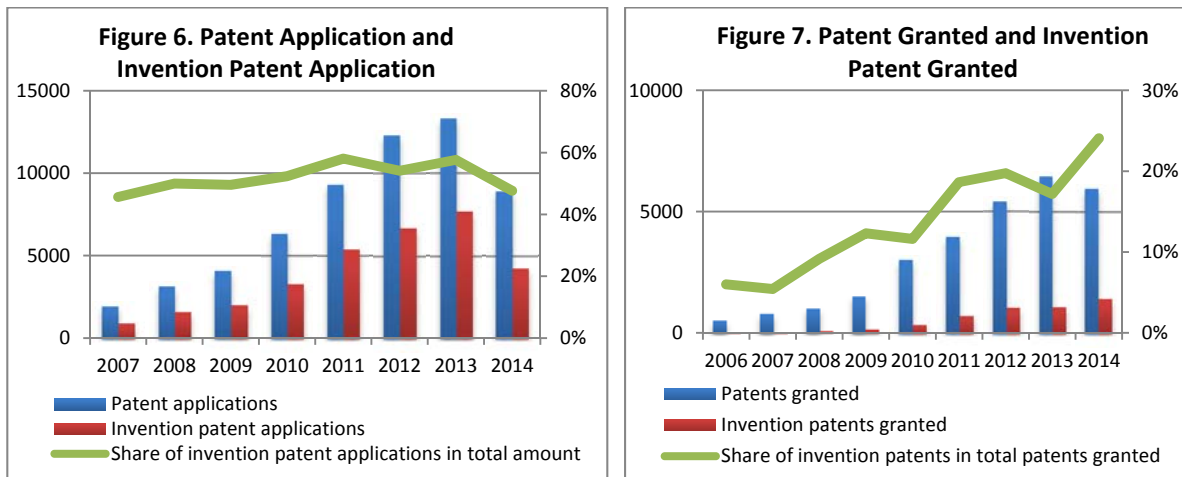 Figure 6. Patent Application and
Invention Patent Application
15000
10000
5000
0
80%
60%
40%
20%
0%
2007 2008 2009 2010 2011 2012 2013 2014
Patent applications
Invention patent applications
Share of invention patent applications in total amount
Figure 7. Patent Granted and Invention
Patent Granted
10000
5000
0
30%
20%
10%
0%
2006 2007 2008 2009 2010 2011 2012 2013 2014
Patents granted
Invention patents granted
Share of invention patents in total patents granted